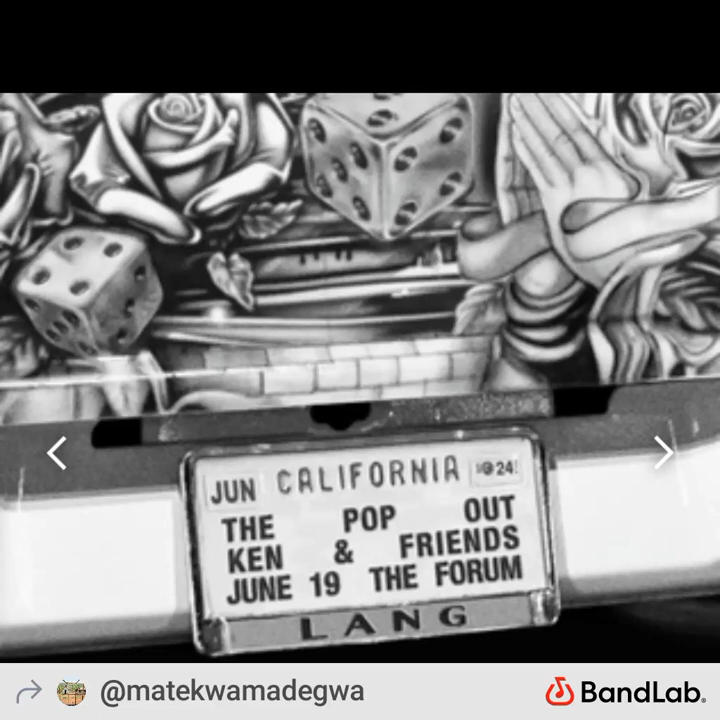 JUN CALIFORNIA 24
THE POP OUT
KEN & FRIENDS
JUNE 19 THE FORUM
LANG
@matekwamadegwa BandLab